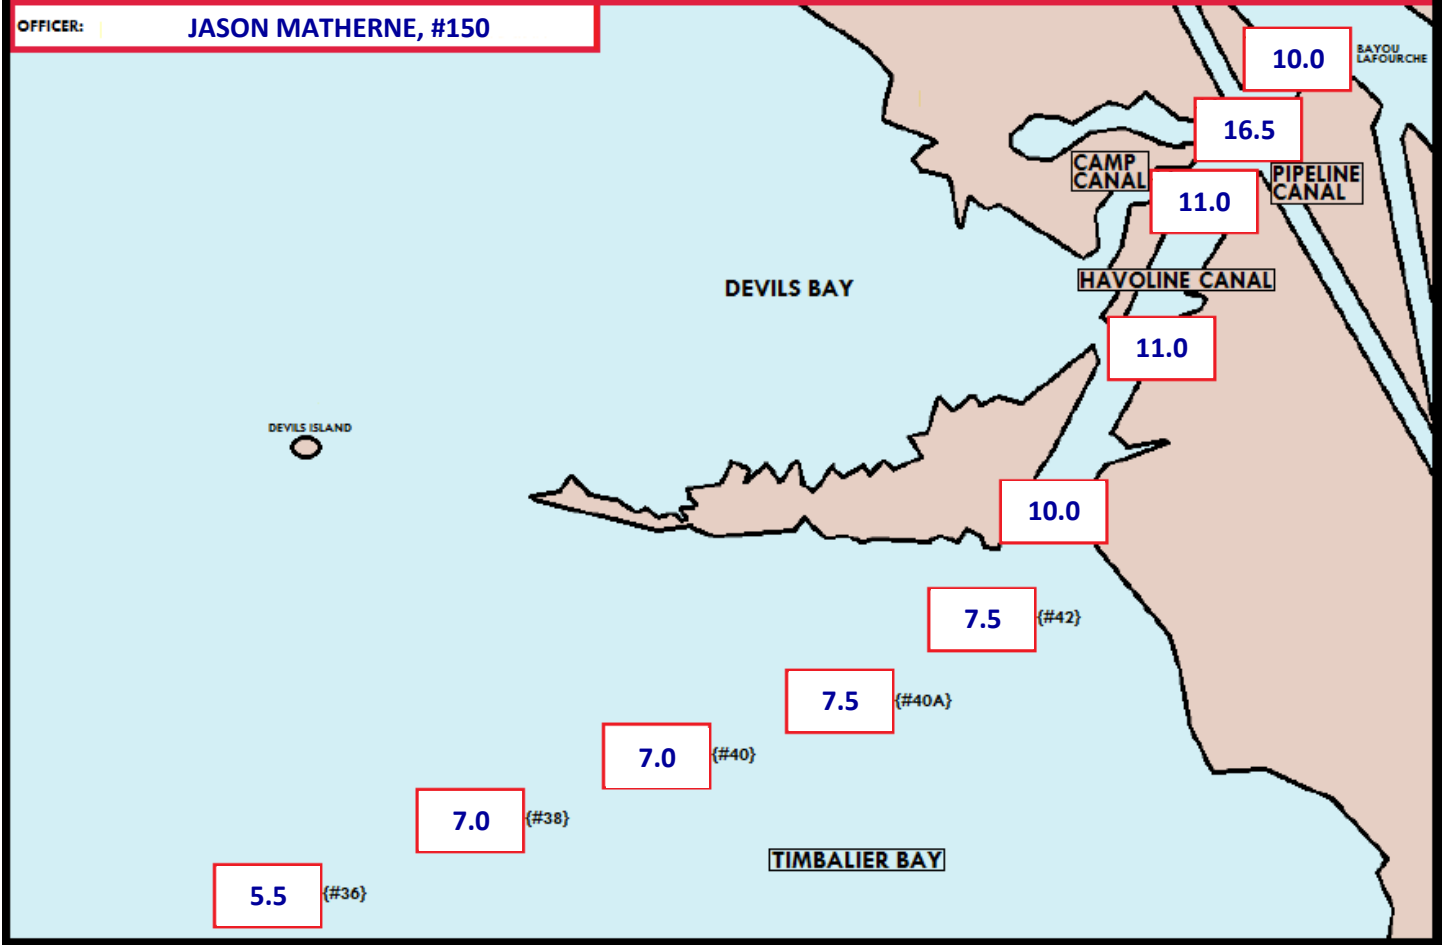 OFFICER: JASON MATHERNE, #150
10.0
BAYOU
LAFOURCHE
16.5
CAMP
CANAL
PIPELINE
CANAL
11.0
HAVOLINE CANAL
DEVILS BAY
11.0
DEVILS ISLAND
10.0
7.5 {#42}
7.5 {#40A}
7.0 {#40}
7.0 {#38}
TIMBALIER BAY
5.5 {#36}